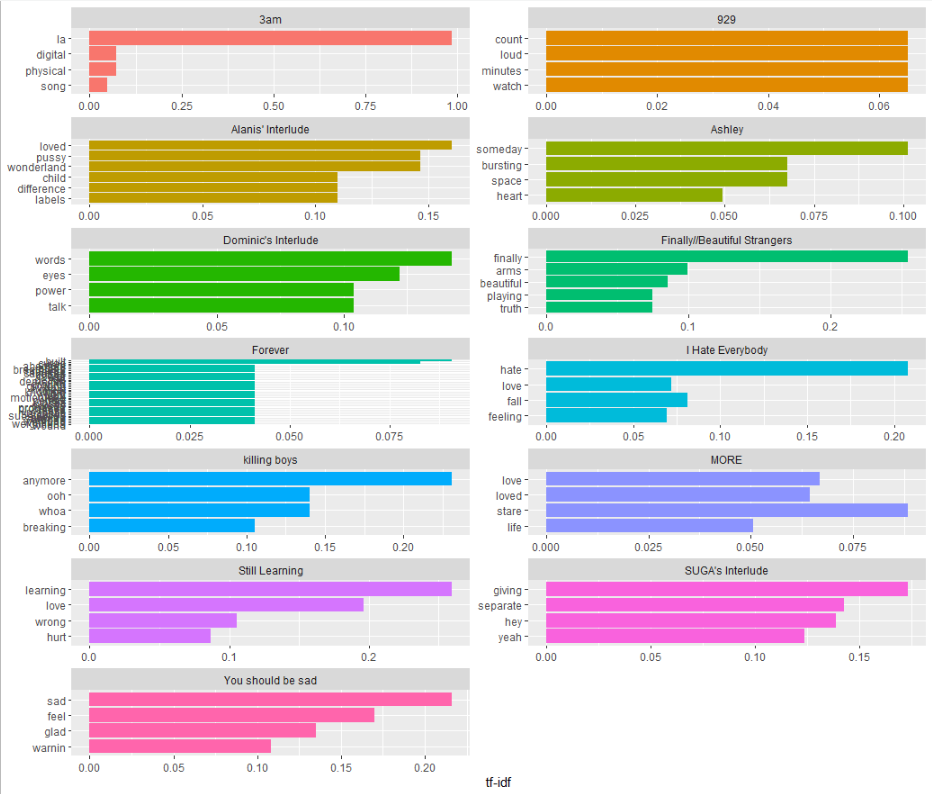 3am
la
digital
physical
song
0.00 0.25 0.50 0.75 1.00
929
count
loud
minutes
watch
0.00 0.02 0.04 0.06
Alanis' Interlude
loved
pussy
wonderland
child
difference
labels
0.00 0.05 0.10 0.15
Ashley
someday
bursting
space
heart
0.000 0.025 0.050 0.075 0.100
Dominic's Interlude
words
eyes
power
talk
0.00 0.05 0.10
Finally//Beautiful Strangers
finally
arms
beautiful
playing
truth
0.0 0.1 0.2
Forever
built
0.000 0.025 0.050 0.075
I Hate Everybody
hate
love
fall
feeling
0.00 0.05 0.10 0.15 0.20
killing boys
anymore
ooh
whoa
breaking
0.00 0.05 0.10 0.15 0.20
MORE
love
loved
stare
life
0.000 0.025 0.050 0.075
Still Learning
learning
love
wrong
hurt
0.0 0.1 0.2
SUGA's Interlude
giving
separate
hey
yeah
0.00 0.05 0.10 0.15
You should be sad
sad
feel
glad
warnin
0.00 0.05 0.10 0.15 0.20
tf-idf